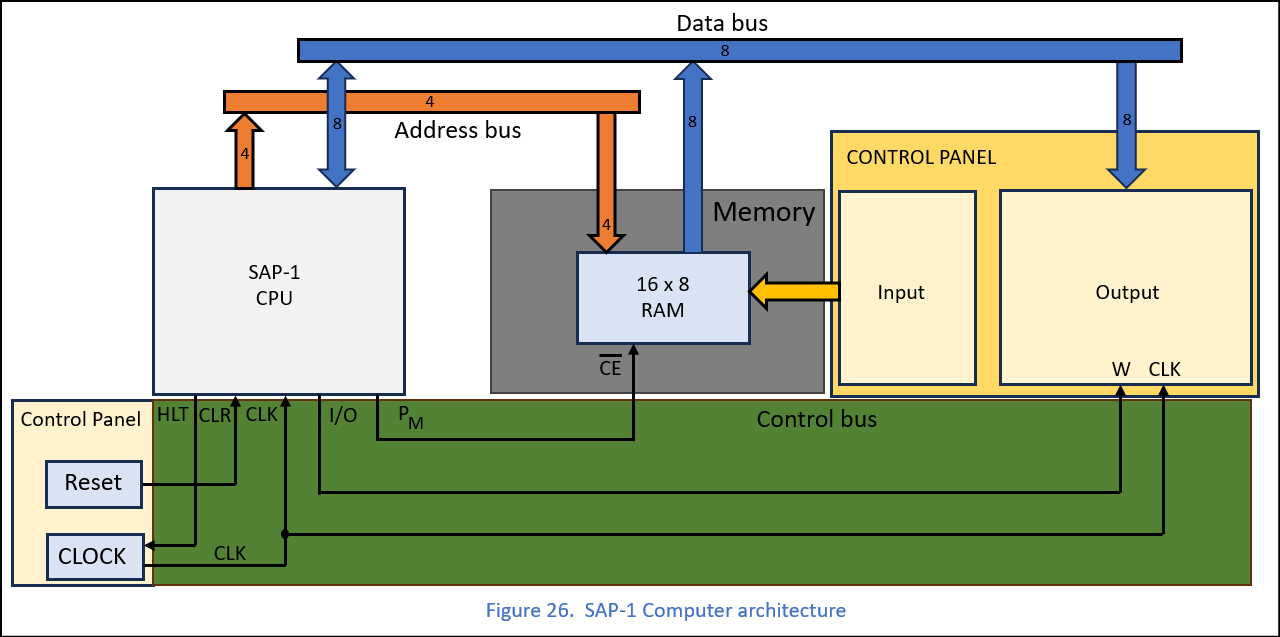 Data bus
8
4
Address bus
8
4
8
8
CONTROL PANEL
4
Memory
SAP-1
CPU
16 x 8
RAM
Input
Output
CE
W CLK
HLT CLR CLK I/O PM
Control Panel
Control bus
Reset
CLOCK
CLK
Figure 26. SAP-1 Computer architecture